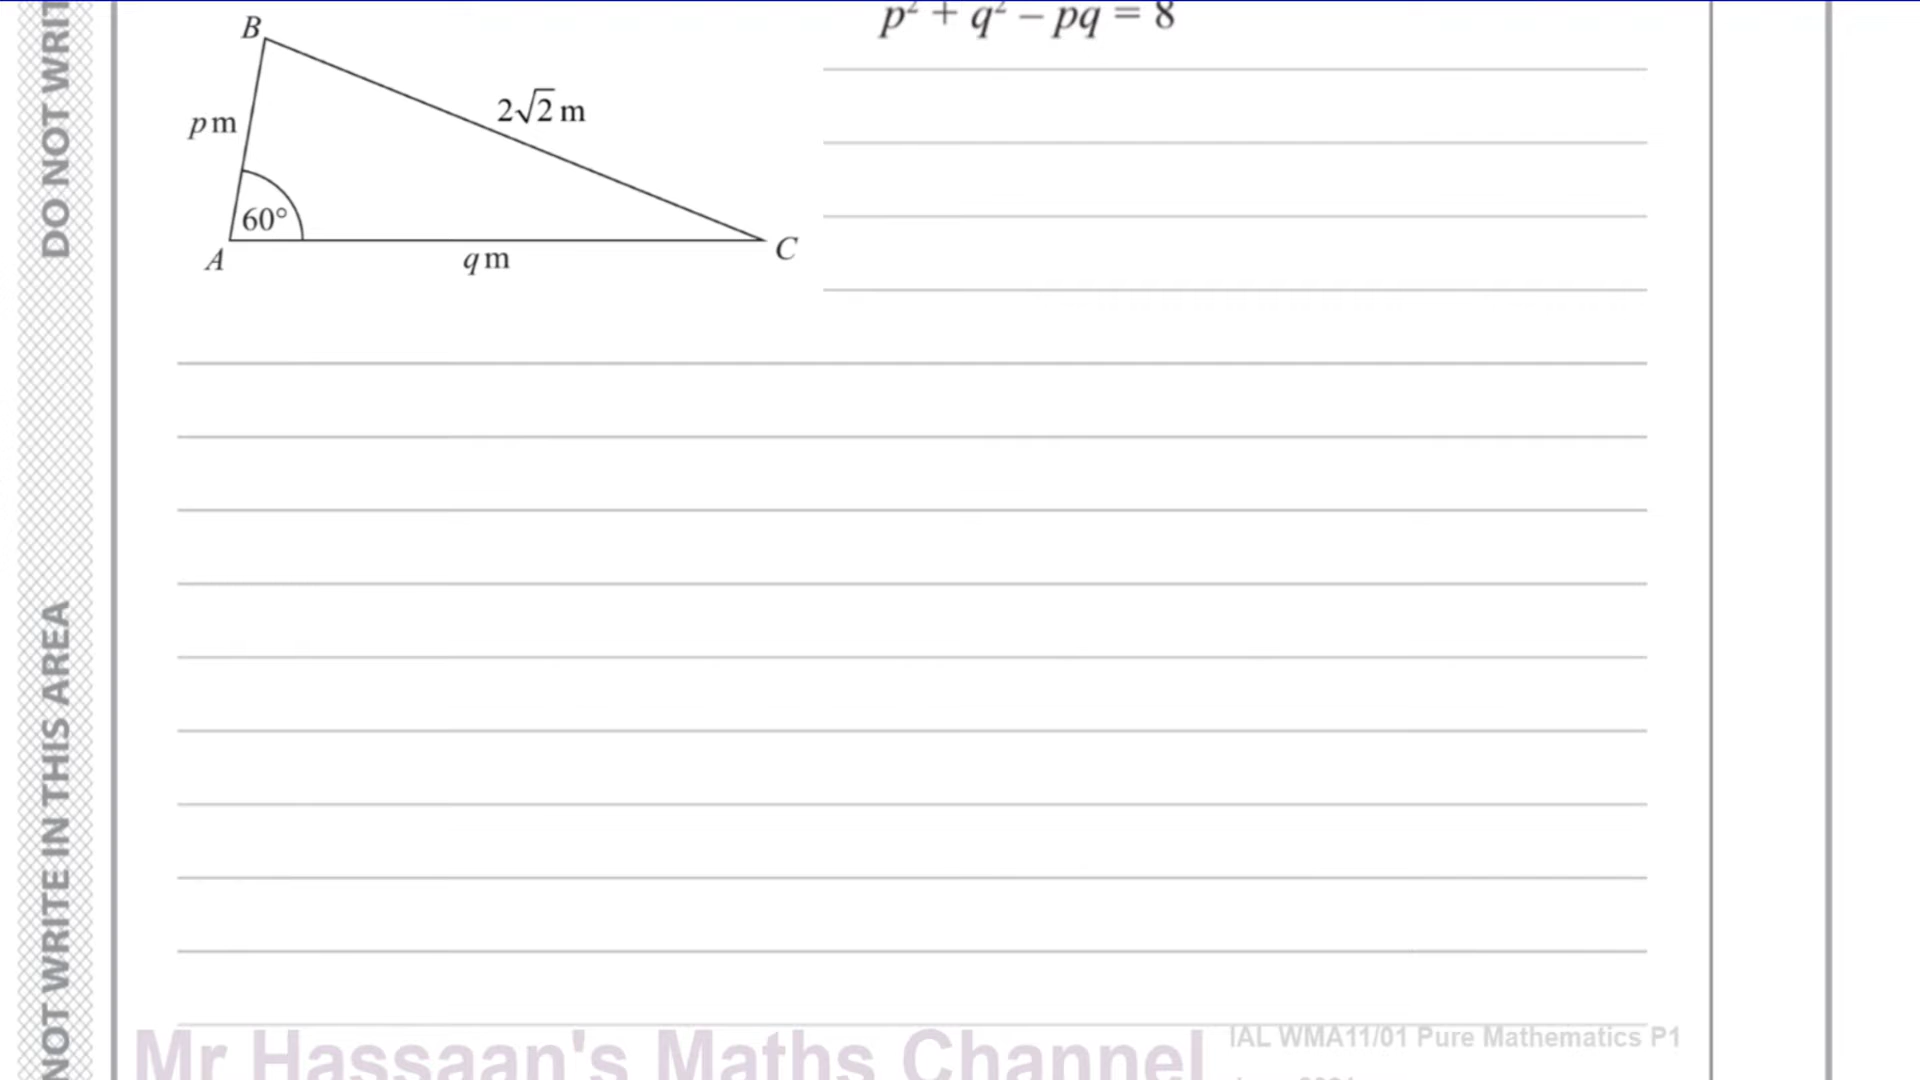 p² + q² – pq = 8
B
2√2 m
p m
60°
A
q m
C
DO NOT WRIT
NOT WRITE IN THIS AREA
Mr Hassaan's Maths Channel
IAL WMA11/01 Pure Mathematics P1